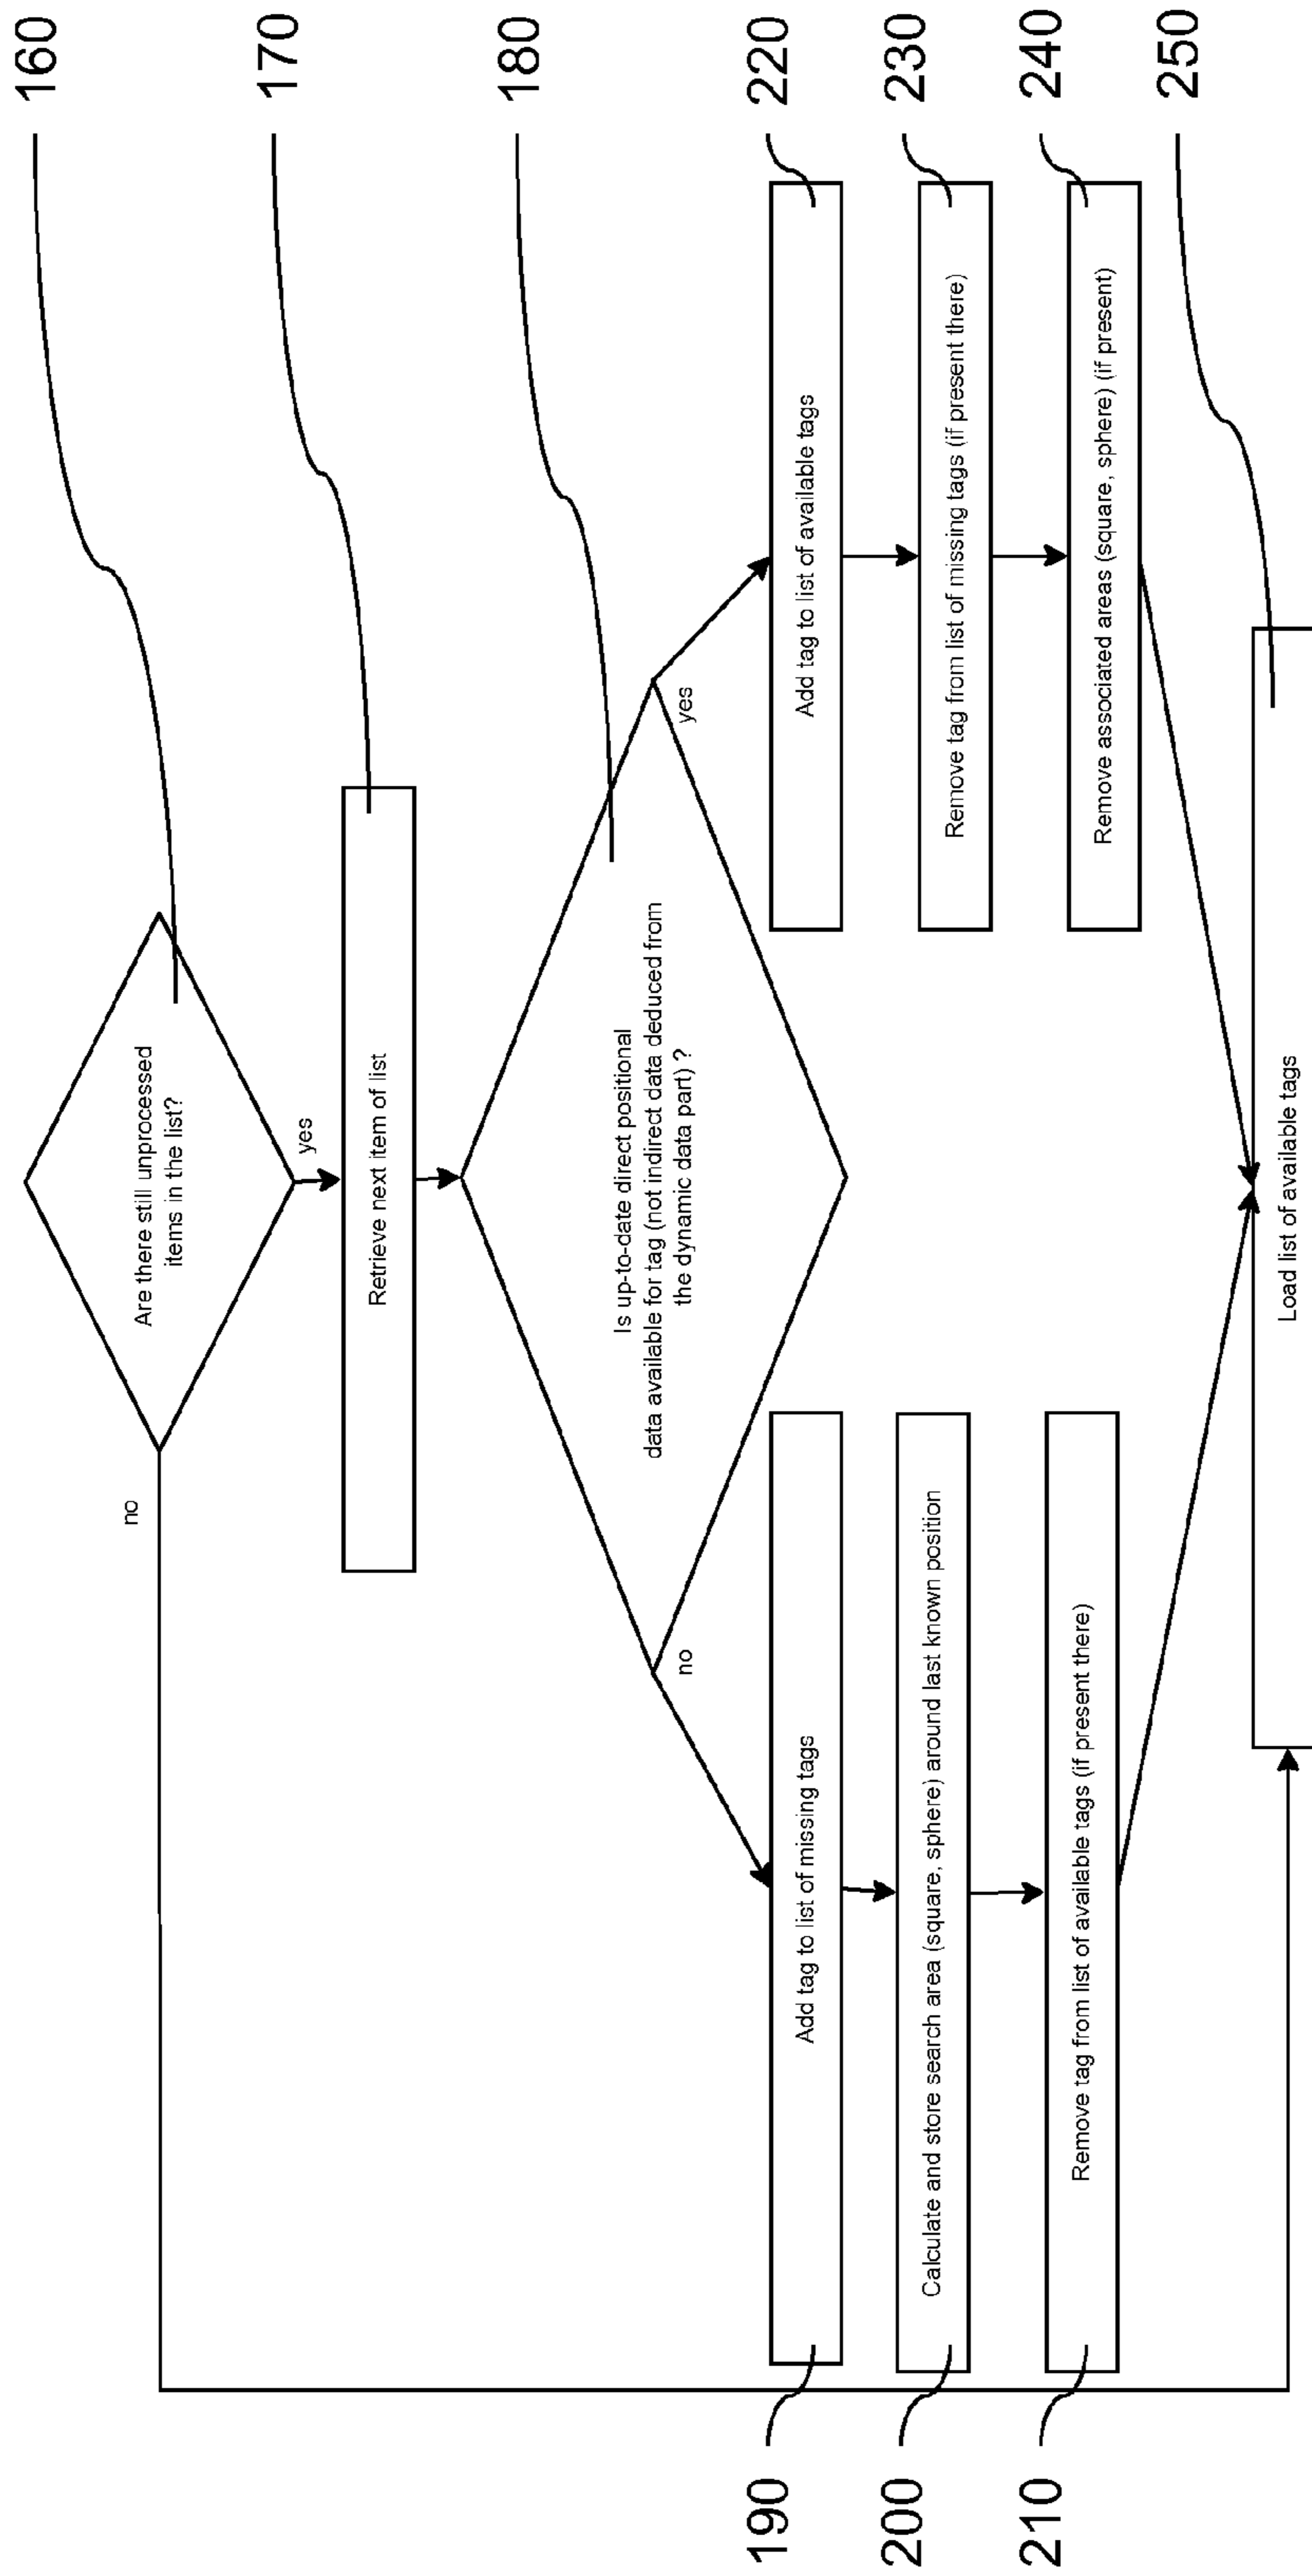 160
Are there still unprocessed
items in the list?
no
yes
170
Retrieve next item of list
180
Is up-to-date direct positional
data available for tag (not indirect data deduced from
the dynamic data part) ?
no
yes
190
Add tag to list of missing tags
220
Add tag to list of available tags
200
Calculate and store search area (square, sphere) around last known position
230
Remove tag from list of missing tags (if present there)
210
Remove tag from list of available tags (if present there)
240
Remove associated areas (square, sphere) (if present)
250
Load list of available tags